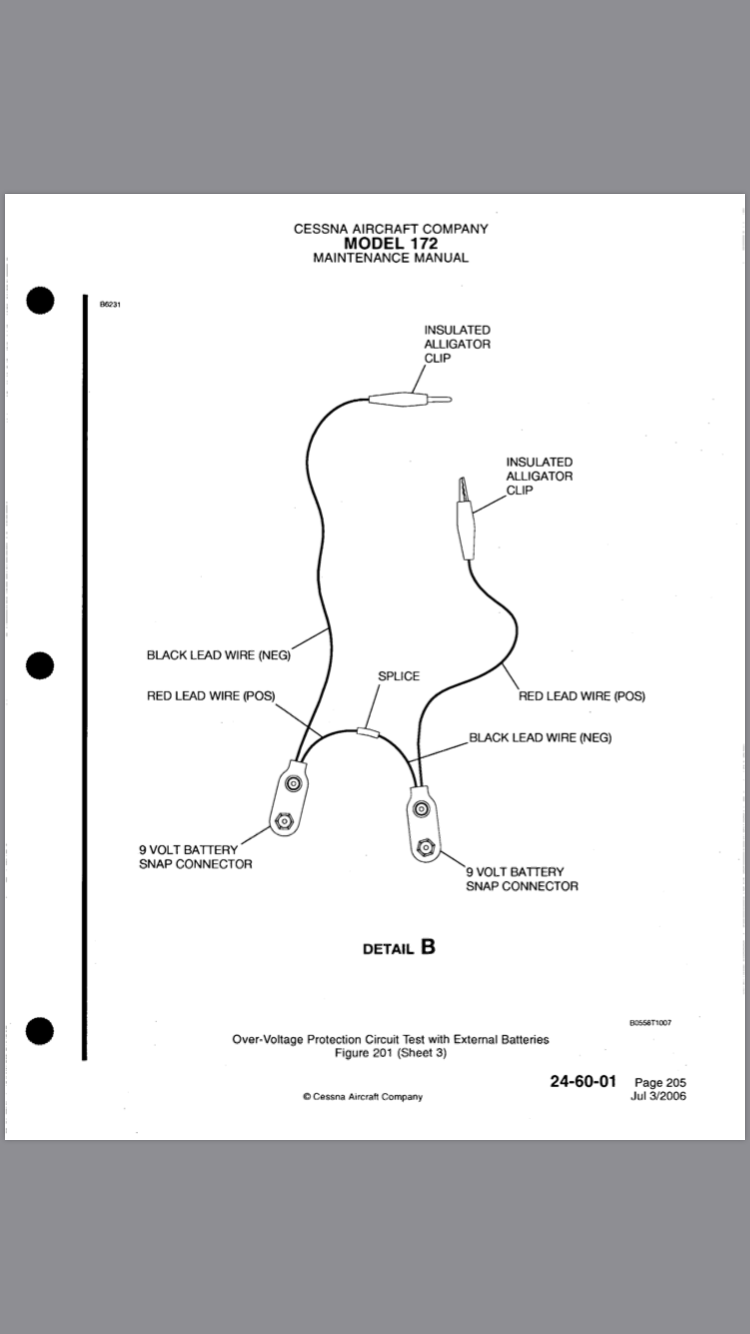 CESSNA AIRCRAFT COMPANY
MODEL 172
MAINTENANCE MANUAL
B6231
INSULATED
ALLIGATOR
CLIP
INSULATED
ALLIGATOR
CLIP
BLACK LEAD WIRE (NEG)
SPLICE
RED LEAD WIRE (POS)
RED LEAD WIRE (POS)
BLACK LEAD WIRE (NEG)
9 VOLT BATTERY
SNAP CONNECTOR
9 VOLT BATTERY
SNAP CONNECTOR
DETAIL B
B0558T1007
Over-Voltage Protection Circuit Test with External Batteries
Figure 201 (Sheet 3)
24-60-01 Page 205
© Cessna Aircraft Company
Jul 3/2006